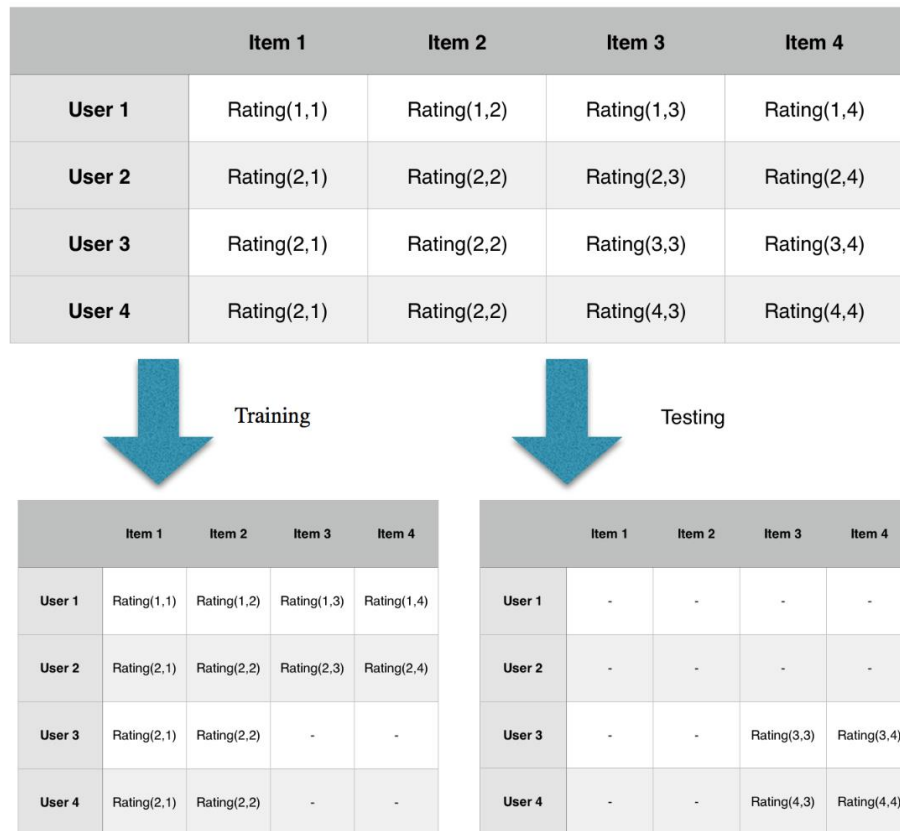 Item 1 Item 2 Item 3 Item 4
User 1 Rating(1,1) Rating(1,2) Rating(1,3) Rating(1,4)
User 2 Rating(2,1) Rating(2,2) Rating(2,3) Rating(2,4)
User 3 Rating(2,1) Rating(2,2) Rating(3,3) Rating(3,4)
User 4 Rating(2,1) Rating(2,2) Rating(4,3) Rating(4,4)
Training
Testing
Item 1 Item 2 Item 3 Item 4
User 1 Rating(1,1) Rating(1,2) Rating(1,3) Rating(1,4)
User 2 Rating(2,1) Rating(2,2) Rating(2,3) Rating(2,4)
User 3 Rating(2,1) Rating(2,2) - -
User 4 Rating(2,1) Rating(2,2) - -
Item 1 Item 2 Item 3 Item 4
User 1 - - - -
User 2 - - - -
User 3 - - Rating(3,3) Rating(3,4)
User 4 - - Rating(4,3) Rating(4,4)